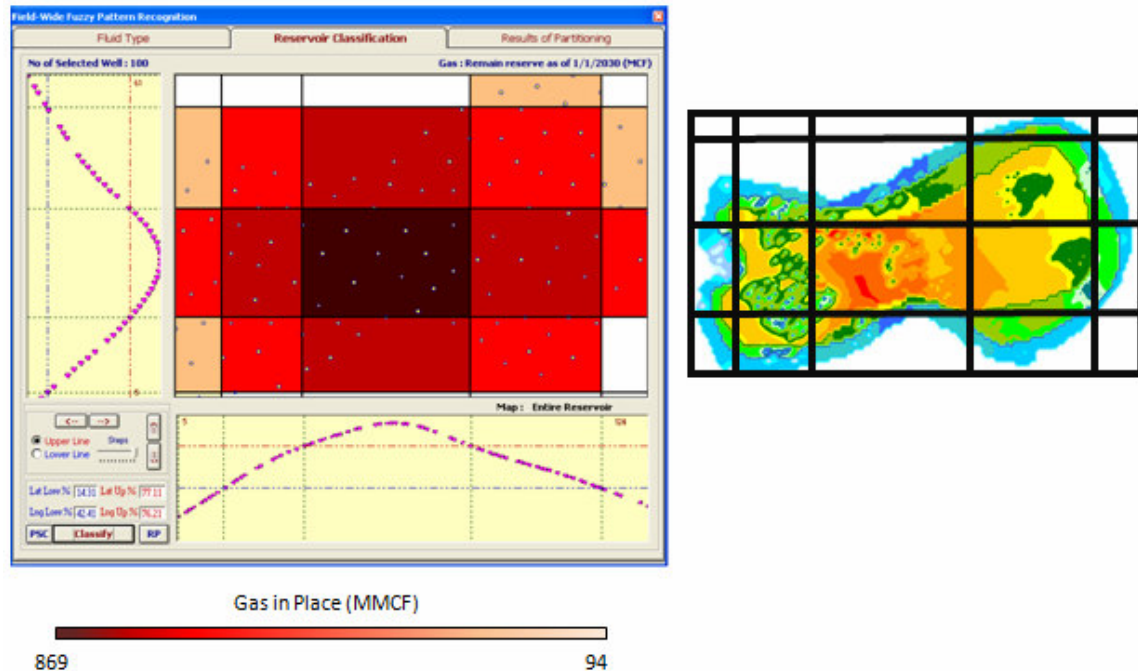 Field-Wide Fuzzy Pattern Recognition
Fluid Type
Reservoir Classification
Results of Partitioning
No of Selected Well : 100
Gas : Remain reserve as of 1/1/2030 (MCF)
Map : Entire Reservoir
<-- -->
Upper Line
Steps
Lower Line
Lat Low % 14.31 Lat Up % 77.11
Log Low % 42.41 Log Up % 76.21
PSC Classify RP
Gas in Place (MMCF)
869 94